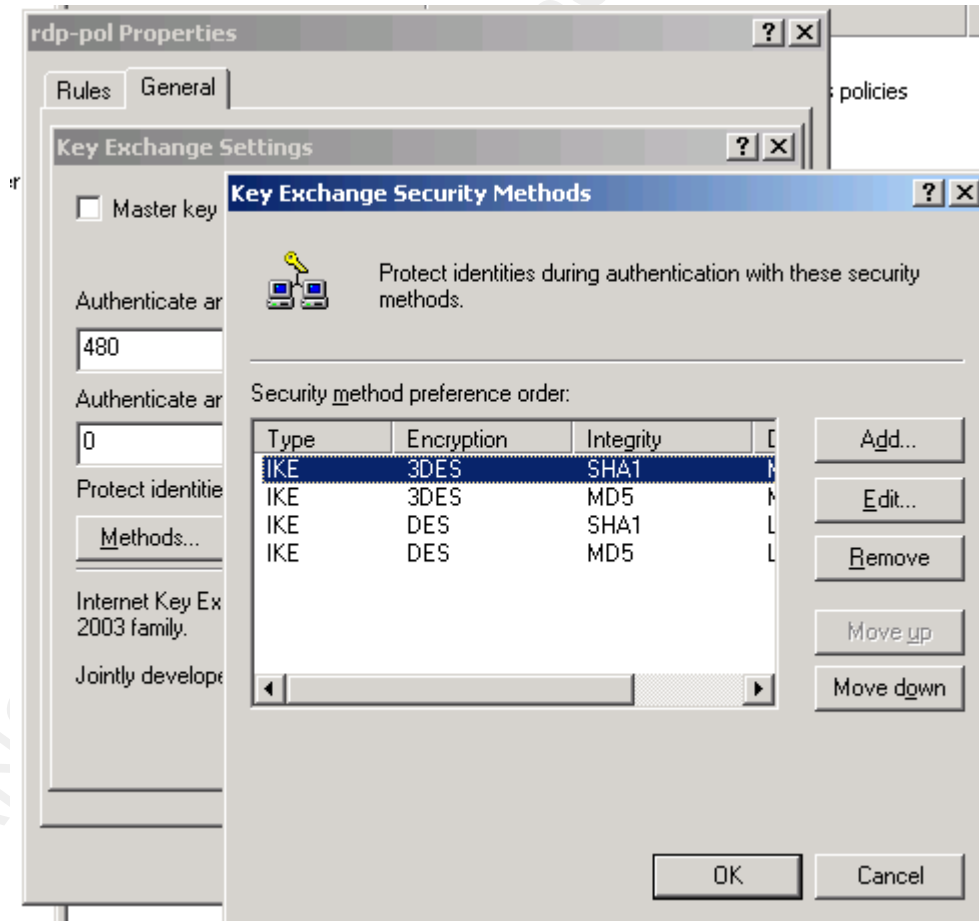 rdp-pol Properties
Rules General
policies
Key Exchange Settings
er
Master key
Key Exchange Security Methods
Protect identities during authentication with these security
methods.
Authenticate an
480
Authenticate an
0
Protect identitie
Methods...
Internet Key Ex
2003 family.
Jointly develope
Security method preference order:
Type Encryption Integrity D
IKE 3DES SHA1 M
IKE 3DES MD5 M
IKE DES SHA1 L
IKE DES MD5 L
Add...
Edit...
Remove
Move up
Move down
OK Cancel